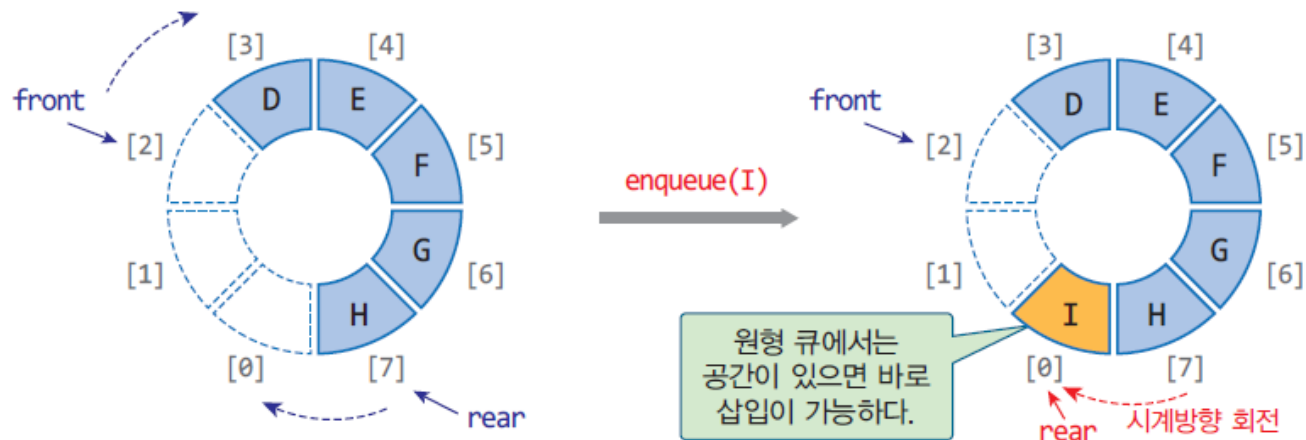 [3]
[4]
front
D
E
[2]
[5]
F
G
[1]
[6]
H
[0]
[7]
rear
enqueue(I)
[3]
[4]
front
D
E
[2]
[5]
F
G
[1]
[6]
I
H
원형 큐에서는
공간이 있으면 바로
삽입이 가능하다.
[0]
[7]
rear
시계방향 회전